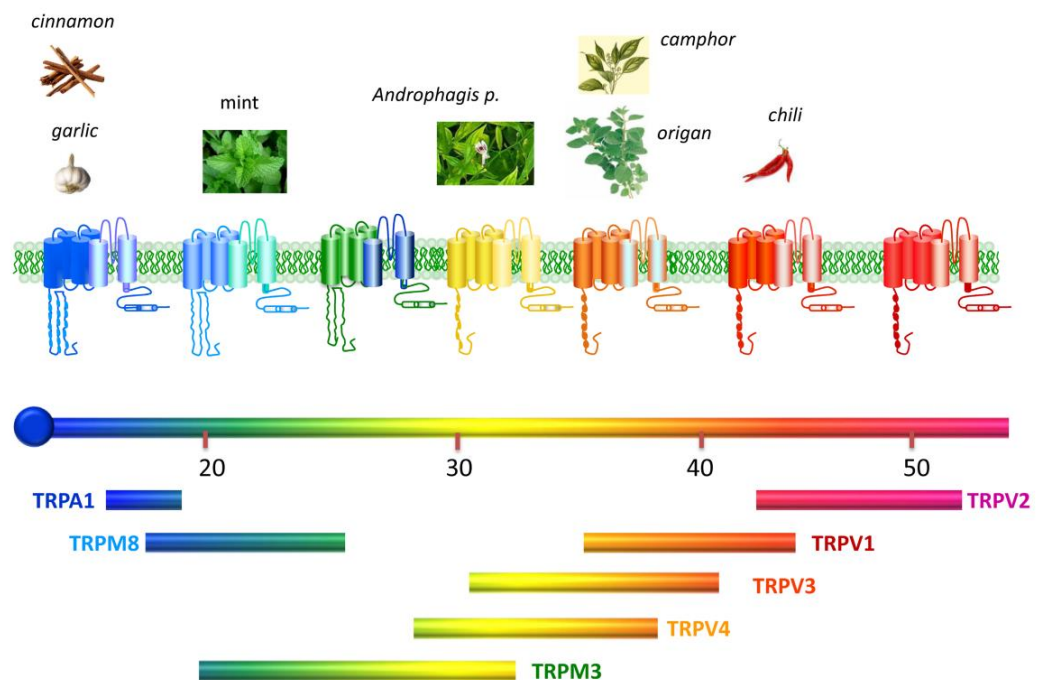 cinnamon
camphor
mint
Androphagis p.
garlic
origan
chili
20
30
40
50
TRPA1
TRPV2
TRPM8
TRPV1
TRPV3
TRPV4
TRPM3